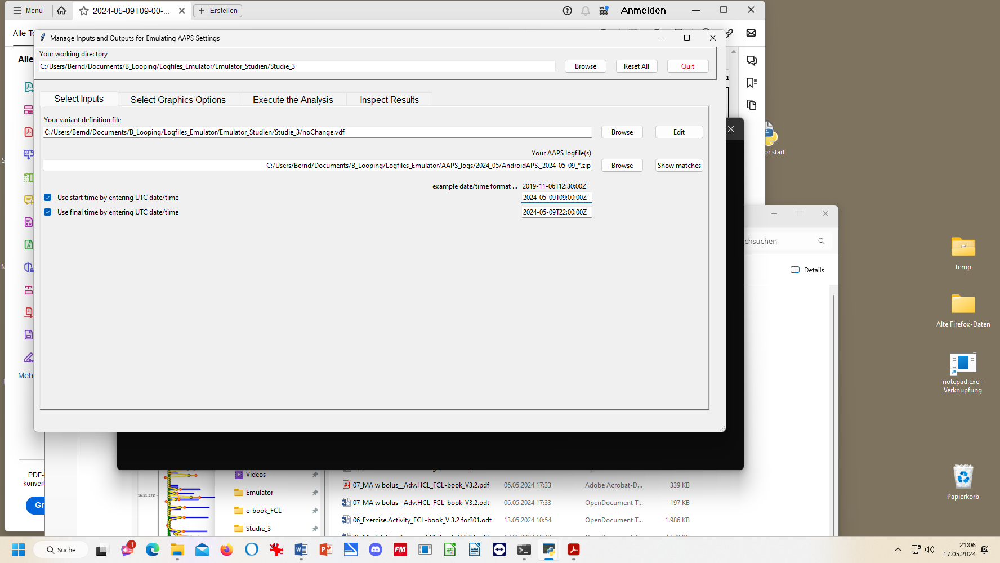 Menü
2024-05-09T09-00-...
Erstellen
Anmelden
Manage Inputs and Outputs for Emulating AAPS Settings
Alle
Your working directory
C:/Users/Bernd/Documents/B_Looping/Logfiles_Emulator/Emulator_Studien/Studie_3
Browse
Reset All
Quit
Alle
Select Inputs
Select Graphics Options
Execute the Analysis
Inspect Results
Your variant definition file
C:/Users/Bernd/Documents/B_Looping/Logfiles_Emulator/Emulator_Studien/Studie_3/noChange.vdf
Browse
Edit
Your AAPS logfile(s)
C:/Users/Bernd/Documents/B_Looping/Logfiles_Emulator/AAPS_logs/2024_05/AndroidAPS._2024-05-09_*.zip
Browse
Show matches
example date/time format ...
2019-11-06T12:30:00Z
Use start time by entering UTC date/time
2024-05-09T09:00:00Z
Use final time by entering UTC date/time
2024-05-09T22:00:00Z
or start
rchsuchen
Details
temp
Alte Firefox-Daten
notepad.exe -
Verknüpfung
Papierkorb
Meh
PDF-
konvert
Gr
16:51:17Z
Videos
Emulator
e-book_FCL
Studie_3
07_MA w bolus__Adv.HCL_FCL-book_V3.2.pdf
06.05.2024 17:33
Adobe Acrobat-D...
339 KB
07_MA w bolus__Adv.HCL_FCL-book_V3.2.odt
06.05.2024 17:33
OpenDocument T...
197 KB
06_Exercise.Activity_FCL-book_V 3.2 for301.odt
13.05.2024 10:54
OpenDocument T...
1.986 KB
Suche
1
FM
21:06
17.05.2024